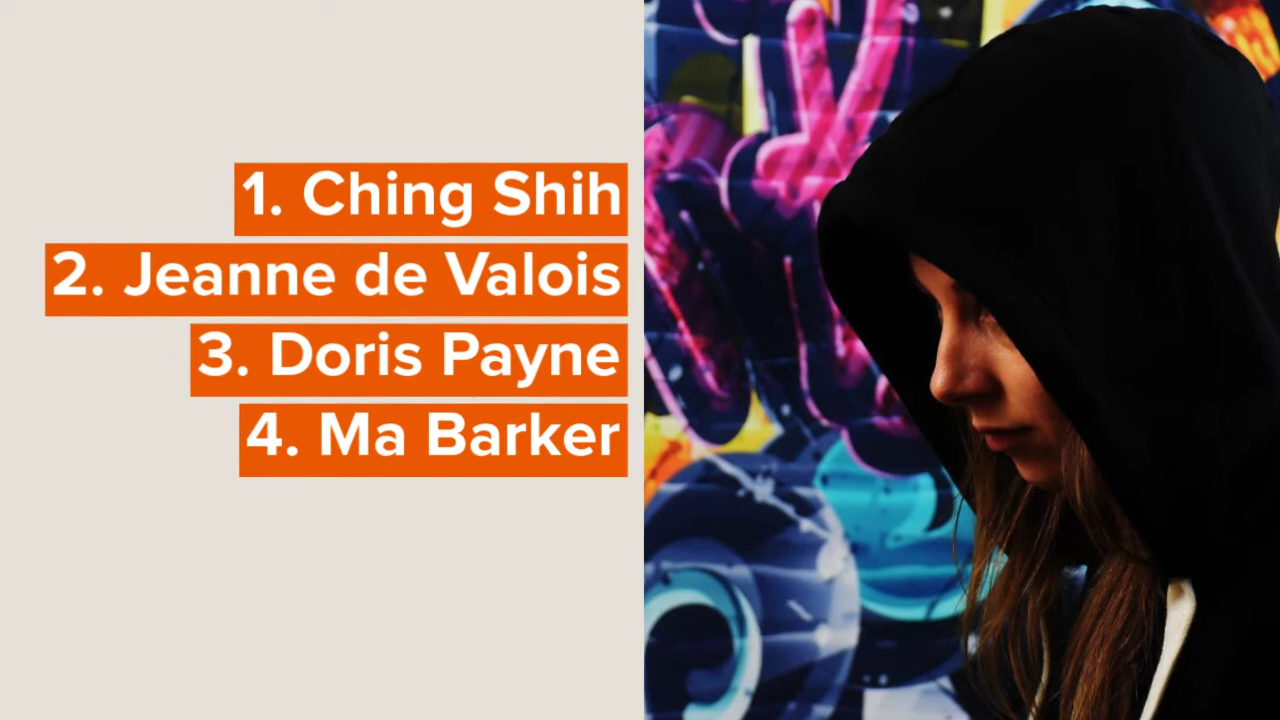 1. Ching Shih
2. Jeanne de Valois
3. Doris Payne
4. Ma Barker